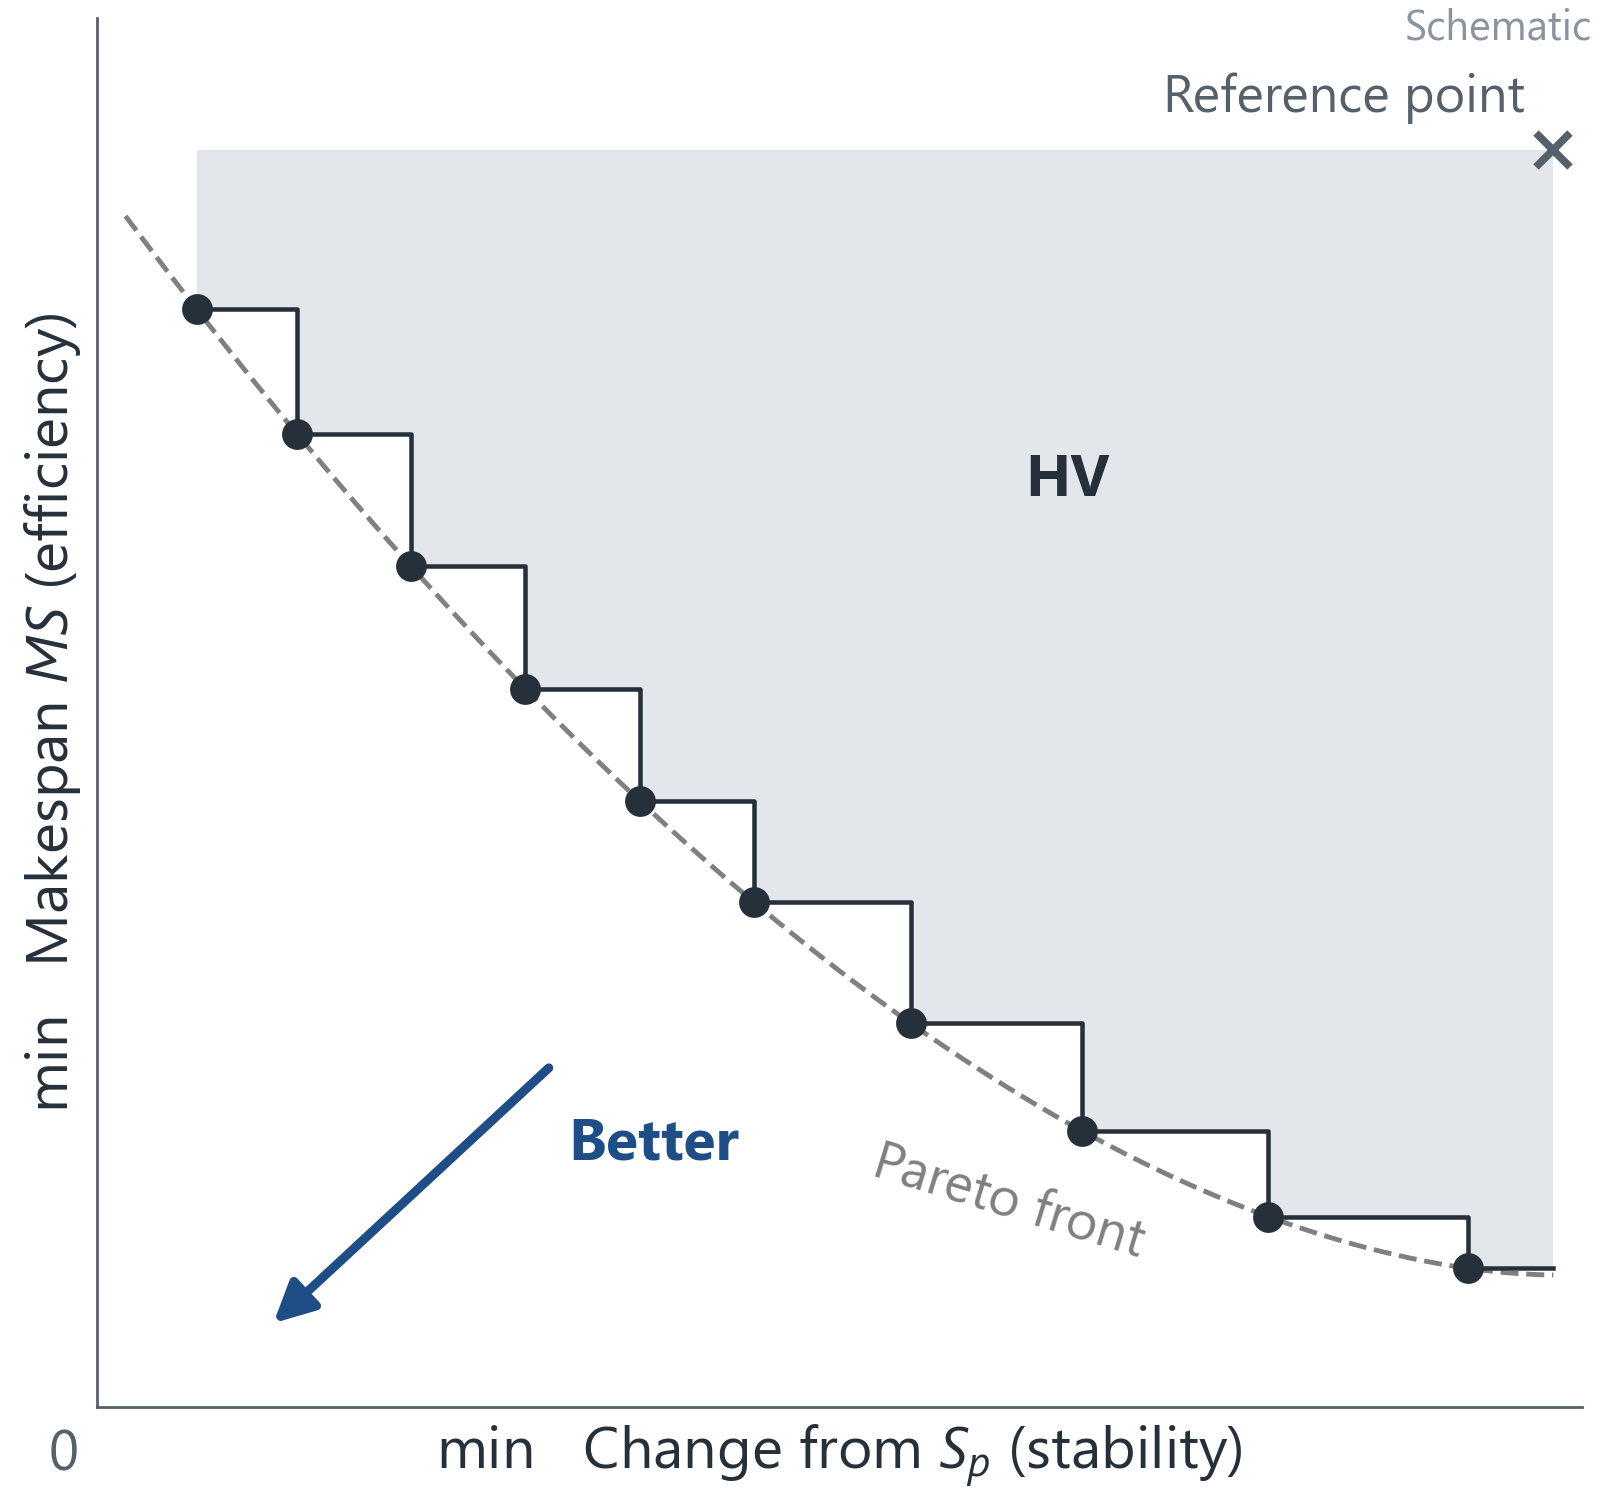 Schematic
Reference point
HV
min Makespan MS (efficiency)
Better
Pareto front
0
min Change from Sₚ (stability)